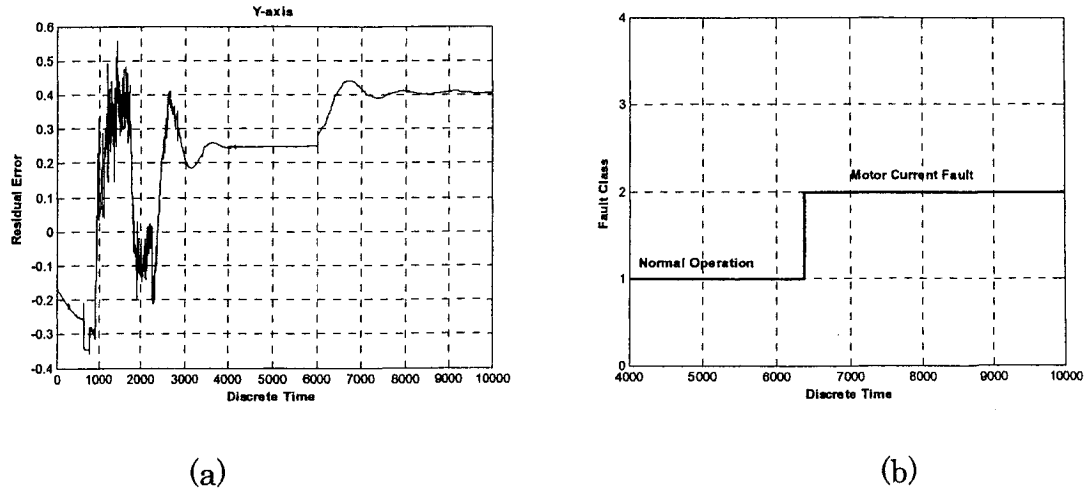 Y-axis
0.6
0.5
0.4
0.3
0.2
0.1
0
-0.1
-0.2
-0.3
-0.4
Residual Error
0 1000 2000 3000 4000 5000 6000 7000 8000 9000 10000
Discrete Time
(a)
4
3
2
1
0
Fault Class
Motor Current Fault
Normal Operation
4000 5000 6000 7000 8000 9000 10000
Discrete Time
(b)